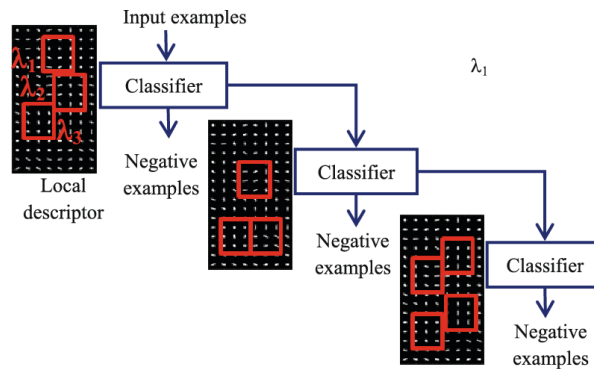 Input examples
λ1
λ1
Classifier
λ2
λ3
Negative
examples
Local
descriptor
Classifier
Negative
examples
Classifier
Negative
examples